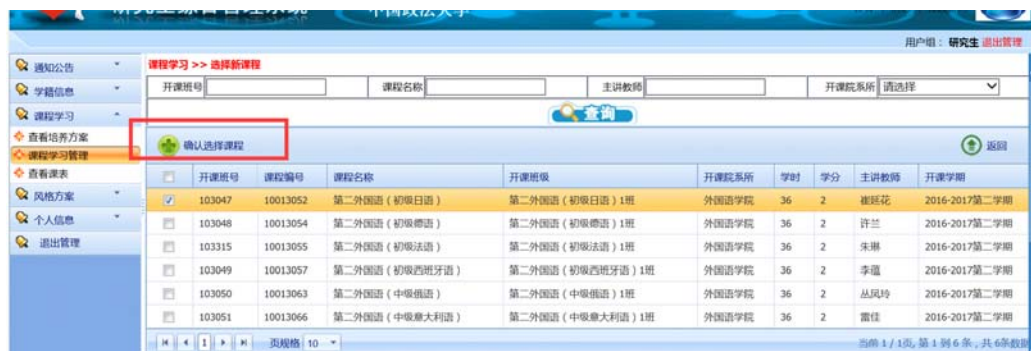 中国政法大学
用户组：研究生 退出管理
通知公告
学籍信息
课程学习
查看培养方案
课程学习管理
查看课表
风格方案
个人信息
退出管理
课程学习 >> 选择新课程
开课班号 课程名称 主讲教师 开课院系所 请选择
查询
确认选择课程 返回
开课班号 课程编号 课程名称 开课班级 开课院系所 学时 学分 主讲教师 开课学期
103047 10013052 第二外国语（初级日语） 第二外国语（初级日语）1班 外国语学院 36 2 崔延花 2016-2017第二学期
103048 10013054 第二外国语（初级德语） 第二外国语（初级德语）1班 外国语学院 36 2 许兰 2016-2017第二学期
103315 10013055 第二外国语（初级法语） 第二外国语（初级法语）1班 外国语学院 36 2 朱琳 2016-2017第二学期
103049 10013057 第二外国语（初级西班牙语） 第二外国语（初级西班牙语）1班 外国语学院 36 2 李蕴 2016-2017第二学期
103050 10013063 第二外国语（中级俄语） 第二外国语（中级俄语）1班 外国语学院 36 2 丛凤玲 2016-2017第二学期
103051 10013066 第二外国语（中级意大利语） 第二外国语（中级意大利语）1班 外国语学院 36 2 雷佳 2016-2017第二学期
1 页规格 10 当前 1 / 1页, 第 1 到 6 条，共 6条数据